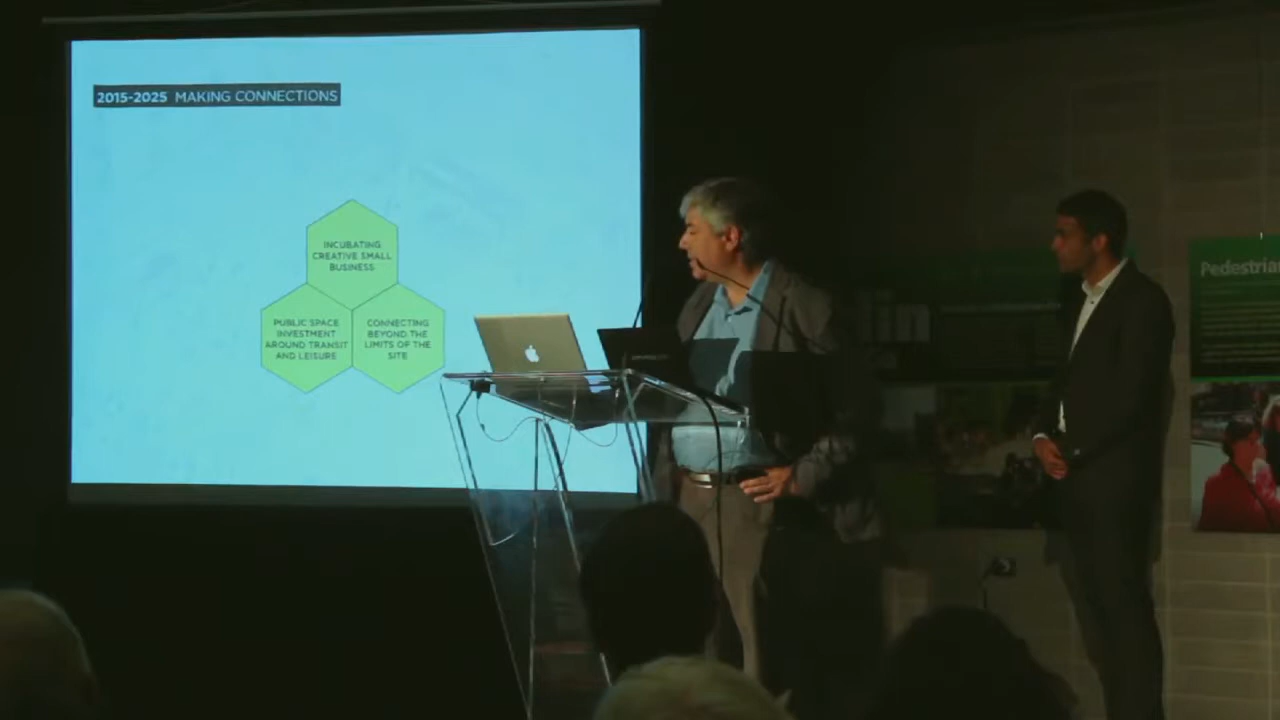 2015-2025 MAKING CONNECTIONS
INCUBATING
CREATIVE SMALL
BUSINESS
PUBLIC SPACE
INVESTMENT
AROUND TRANSIT
AND LEISURE
CONNECTING
BEYOND THE
LIMITS OF THE
SITE